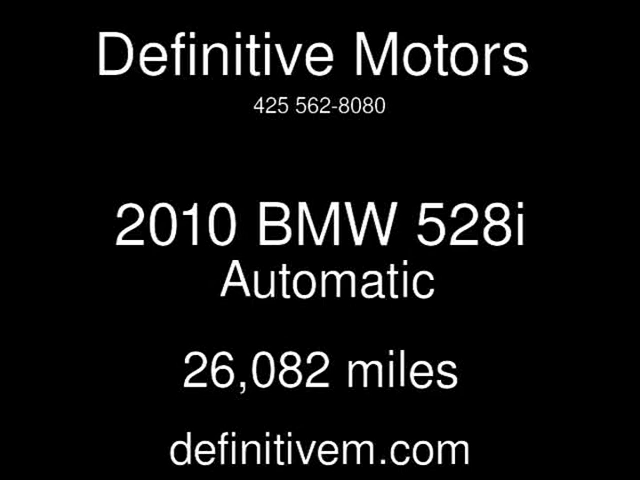 Definitive Motors
425 562-8080
2010 BMW 528i
Automatic
26,082 miles
definitivem.com